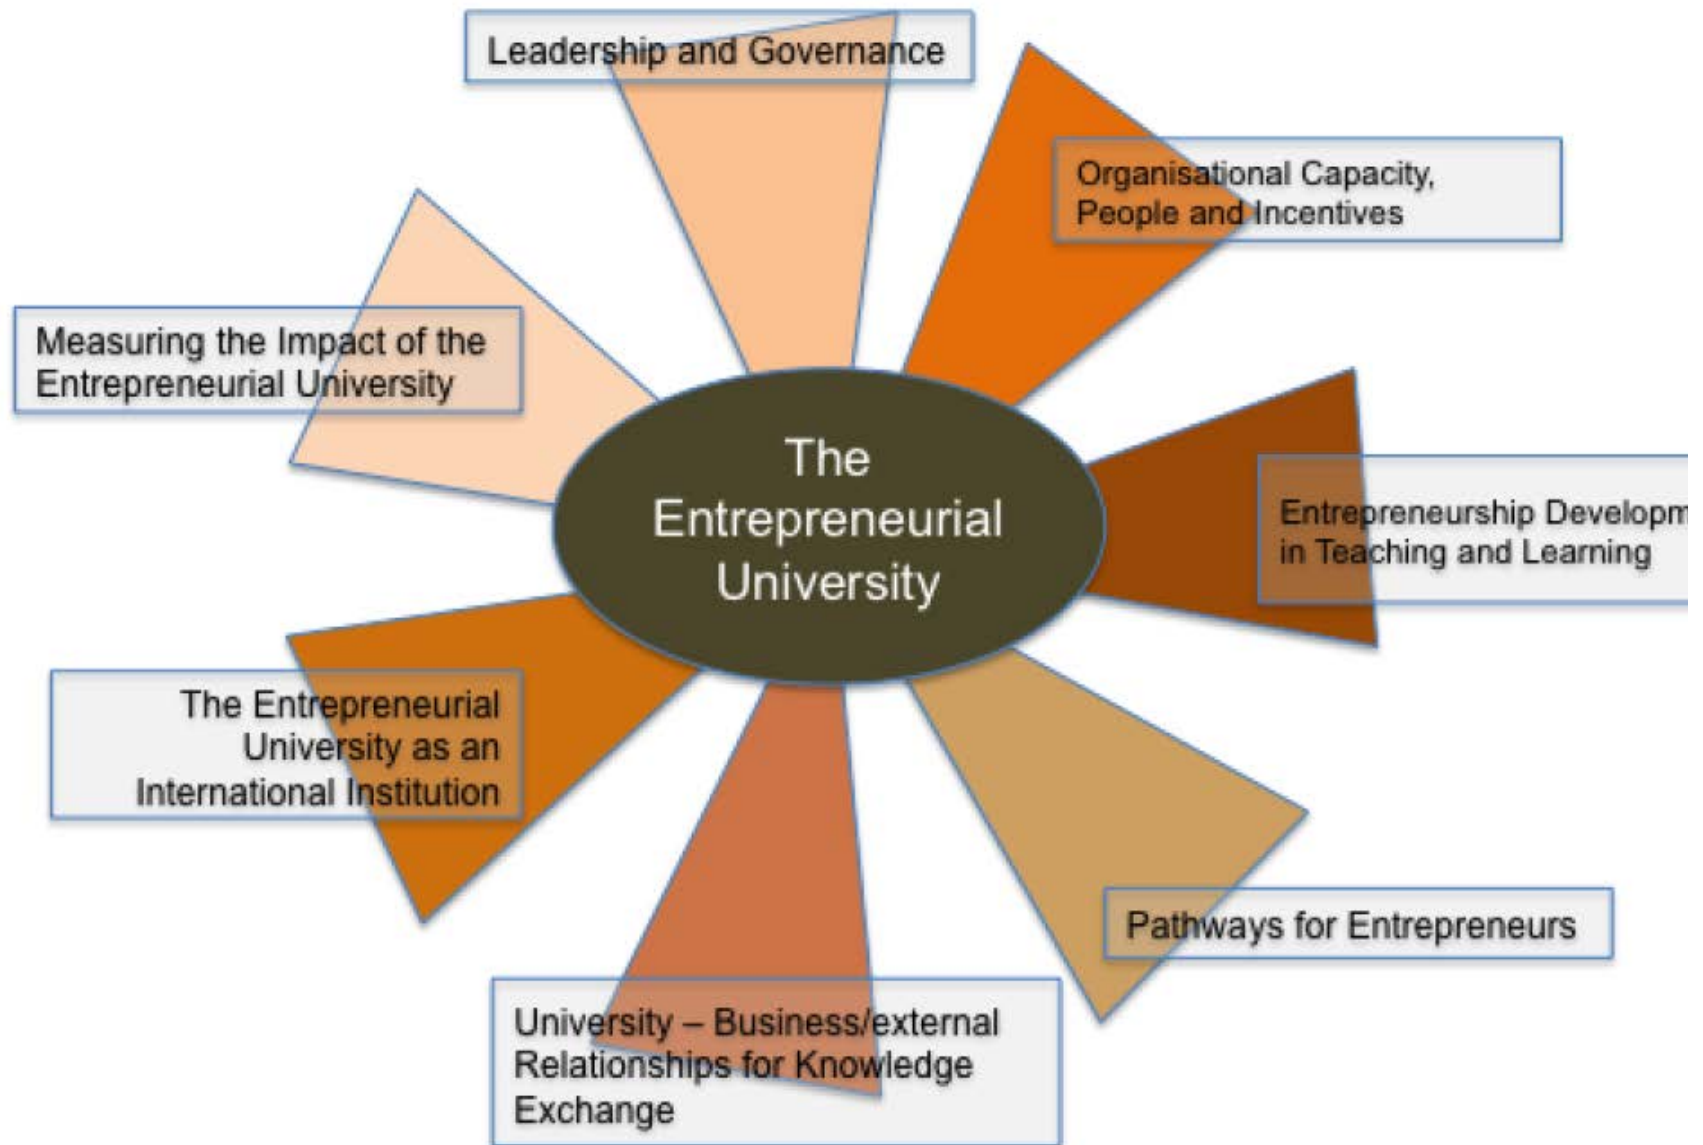 Leadership and Governance
Organisational Capacity,
People and Incentives
Measuring the Impact of the
Entrepreneurial University
The
Entrepreneurial
University
Entrepreneurship Developm
in Teaching and Learning
The Entrepreneurial
University as an
International Institution
Pathways for Entrepreneurs
University – Business/external
Relationships for Knowledge
Exchange